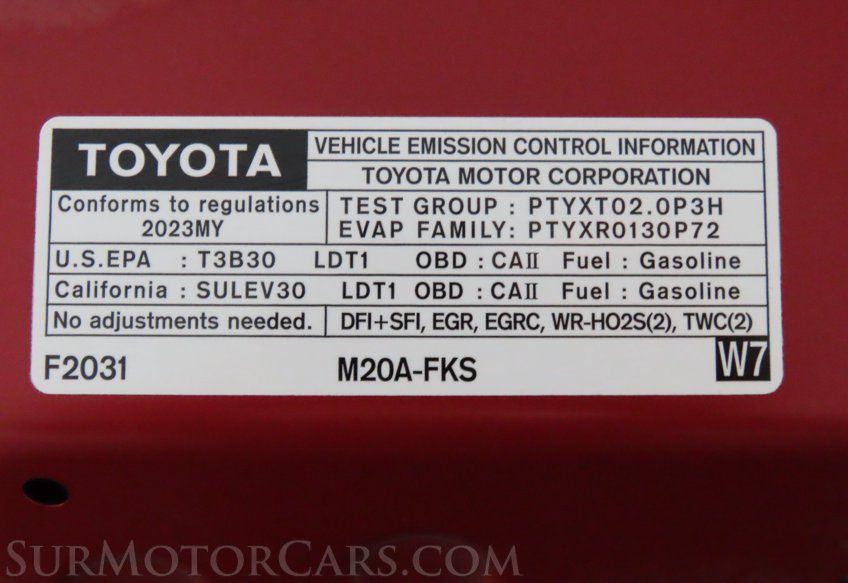 TOYOTA
VEHICLE EMISSION CONTROL INFORMATION
TOYOTA MOTOR CORPORATION
Conforms to regulations
2023MY
TEST GROUP : PTYXT02.0P3H
EVAP FAMILY: PTYXR0130P72
U.S.EPA : T3B30 LDT1 OBD : CAII Fuel : Gasoline
California : SULEV30 LDT1 OBD : CAII Fuel : Gasoline
No adjustments needed.
DFI+SFI, EGR, EGRC, WR-HO2S(2), TWC(2)
F2031
M20A-FKS
W7
SURMOTORCARS.COM